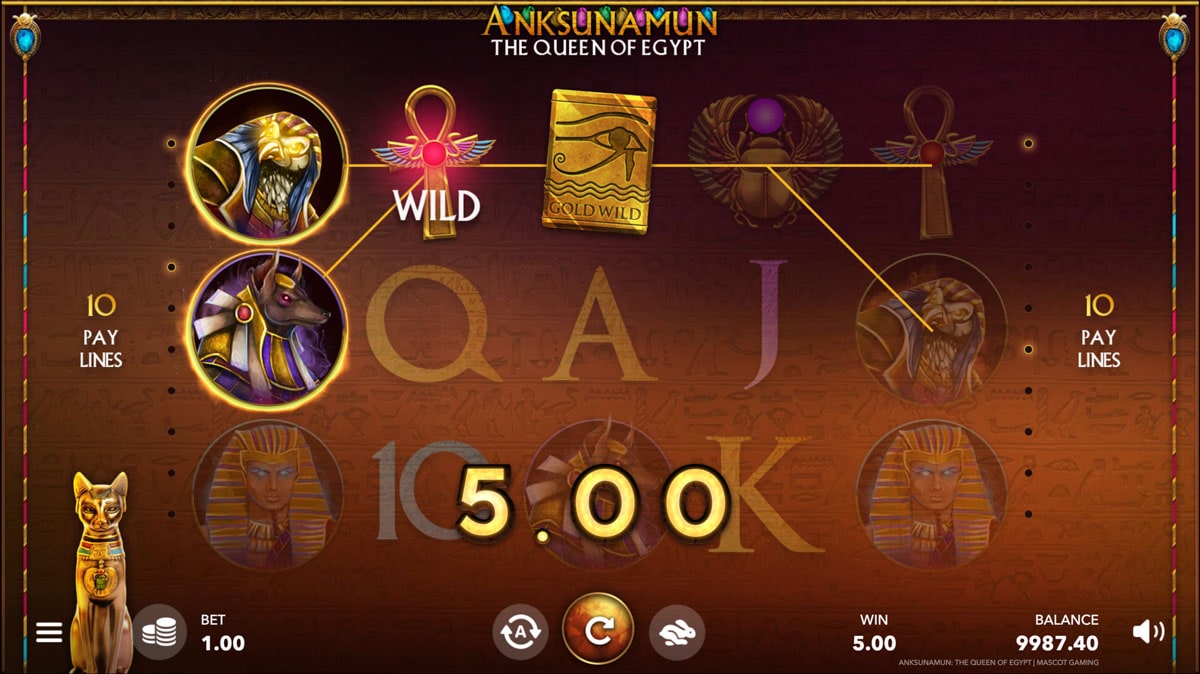 ANKSUNAMUN
THE QUEEN OF EGYPT
WILD
GOLD WILD
Q A J
10
PAY
LINES
10
PAY
LINES
10 K
5.00
BET
1.00
A
WIN
5.00
BALANCE
9987.40
ANKSUNAMUN: THE QUEEN OF EGYPT | MASCOT GAMING